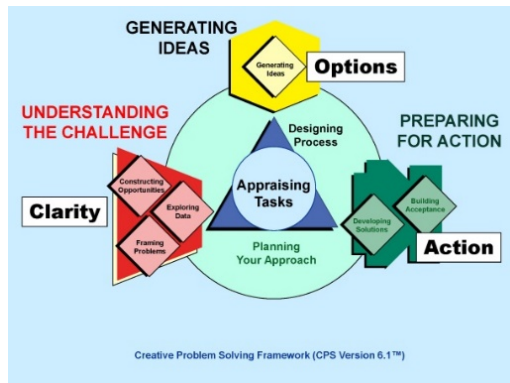 GENERATING
IDEAS
Generating
Ideas
Options
UNDERSTANDING
THE CHALLENGE
PREPARING
FOR ACTION
Designing
Process
Constructing
Opportunities
Exploring
Data
Framing
Problems
Clarity
Appraising
Tasks
Building
Acceptance
Developing
Solutions
Action
Planning
Your Approach
Creative Problem Solving Framework (CPS Version 6.1™)